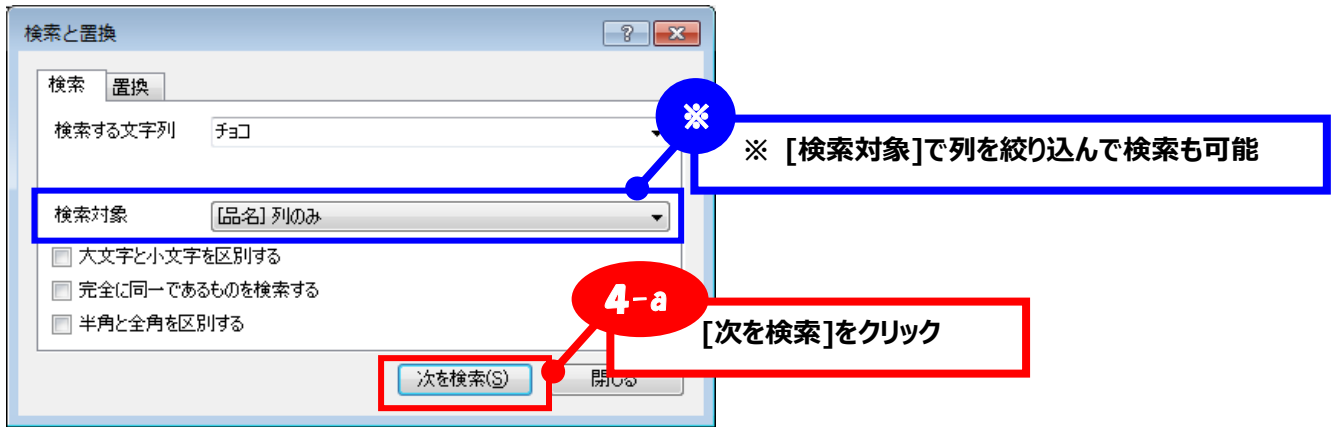 検索と置換
検索 置換
検索する文字列 チョコ
※
※ [検索対象]で列を絞り込んで検索も可能
検索対象 [品名] 列のみ
大文字と小文字を区別する
完全に同一であるものを検索する
半角と全角を区別する
4-a
[次を検索]をクリック
次を検索(S) 閉じる